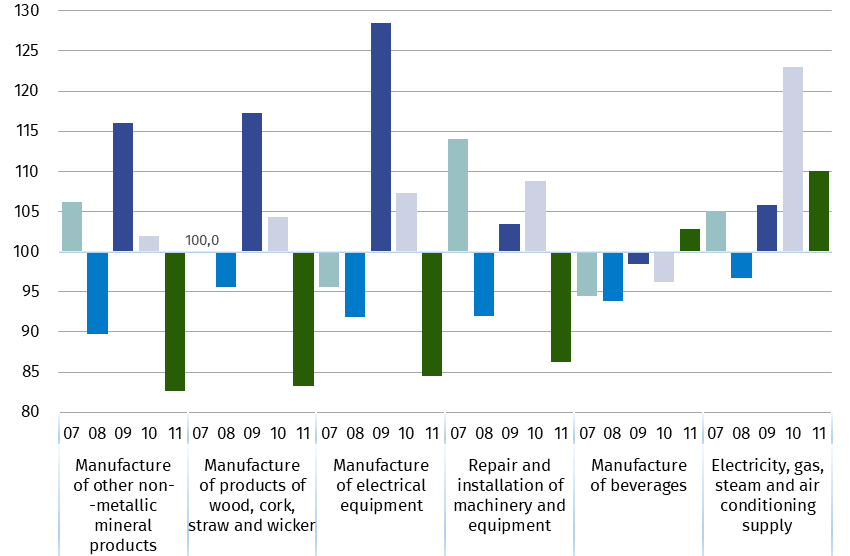 130
125
120
115
110
105
100,0
100
95
90
85
80
07 08 09 10 11 07 08 09 10 11 07 08 09 10 11 07 08 09 10 11 07 08 09 10 11 07 08 09 10 11
Manufacture
of other non-
-metallic
mineral
products
Manufacture
of products of
wood, cork,
straw and wicker
Manufacture
of electrical
equipment
Repair and
installation of
machinery and
equipment
Manufacture
of beverages
Electricity, gas,
steam and air
conditioning
supply